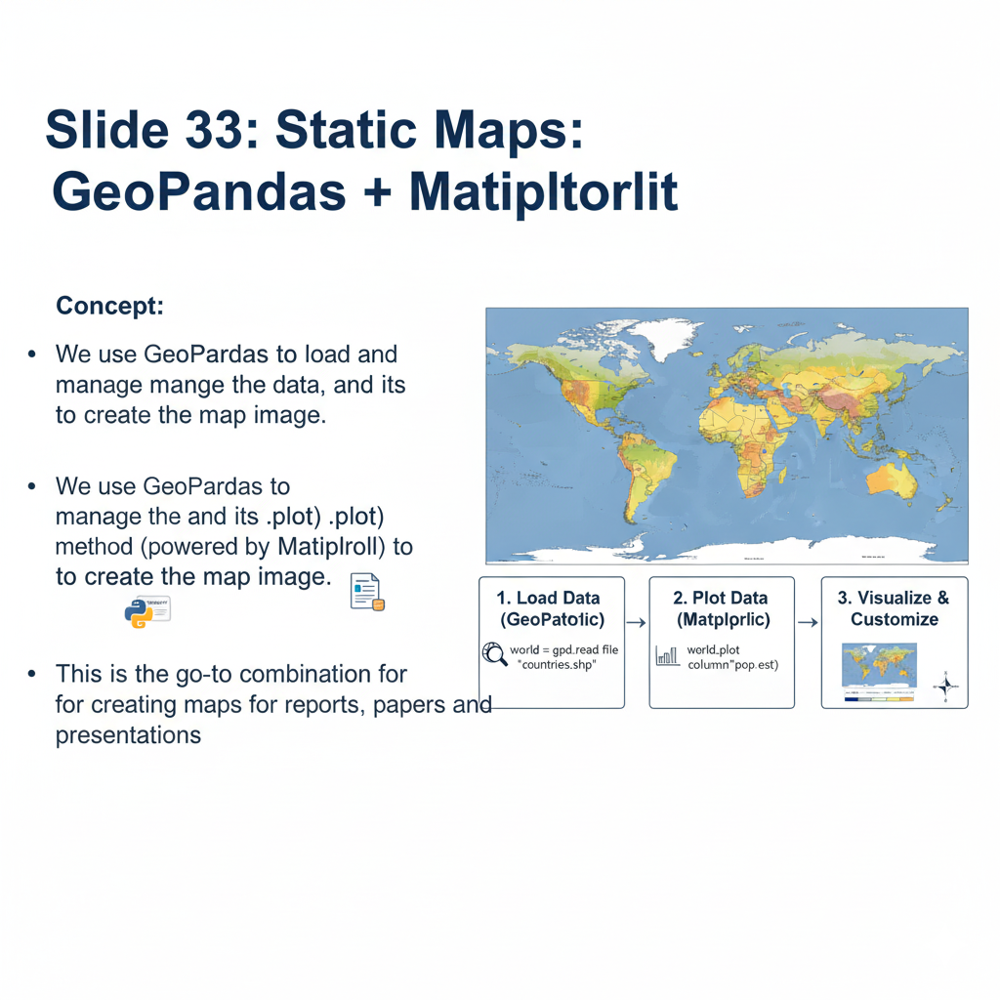 Slide 33: Static Maps:
GeoPandas + Matipltorlit
Concept:
• We use GeoPardas to load and
manage mange the data, and its
to create the map image.
• We use GeoPardas to
manage the and its .plot) .plot)
method (powered by Matiplroll) to
to create the map image.
• This is the go-to combination for
for creating maps for reports, papers and
presentations
1. Load Data
(GeoPatolic)
world = gpd.read file
"countries.shp"
2. Plot Data
(Matplprlic)
world.plot
column"pop.est)
3. Visualize &
Customize